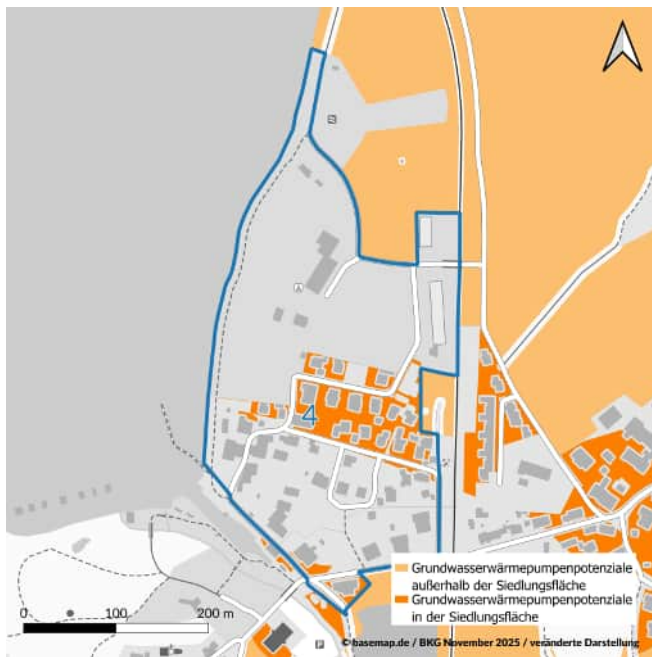 4
Grundwasserwärmepumpenpotenziale
außerhalb der Siedlungsfläche
Grundwasserwärmepumpenpotenziale
in der Siedlungsfläche
0 100 200 m
P
©basemap.de / BKG November 2025 / veränderte Darstellung